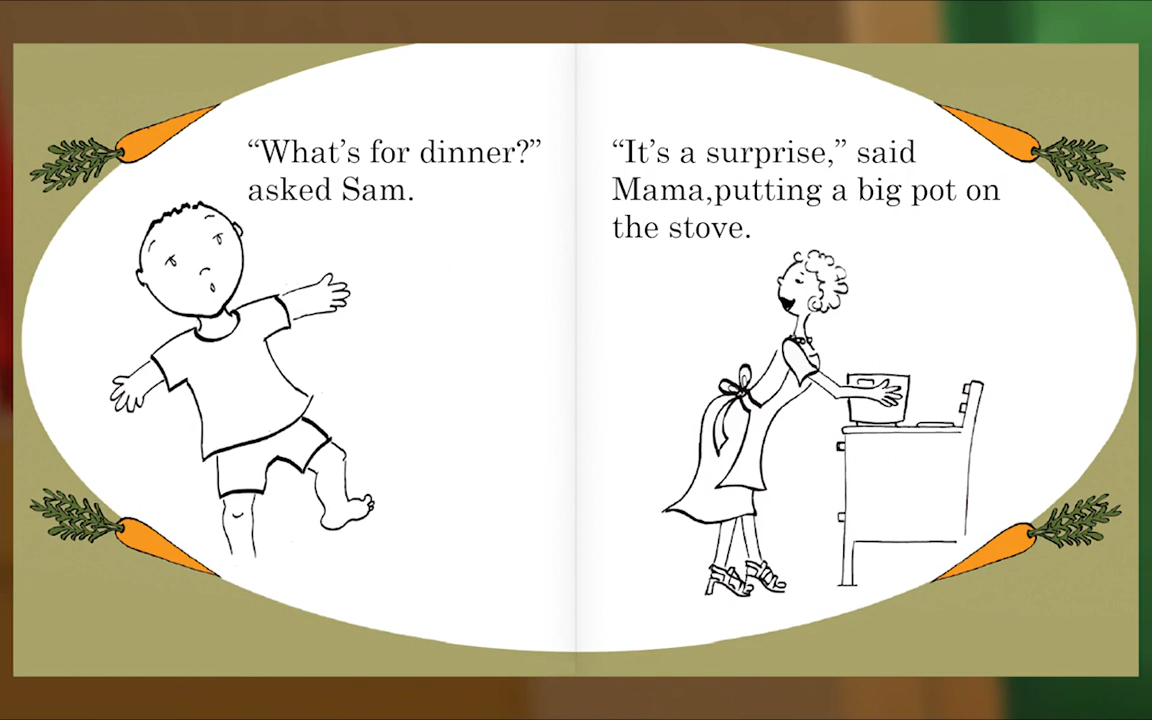 “What’s for dinner?”
asked Sam.
“It’s a surprise,” said
Mama,putting a big pot on
the stove.